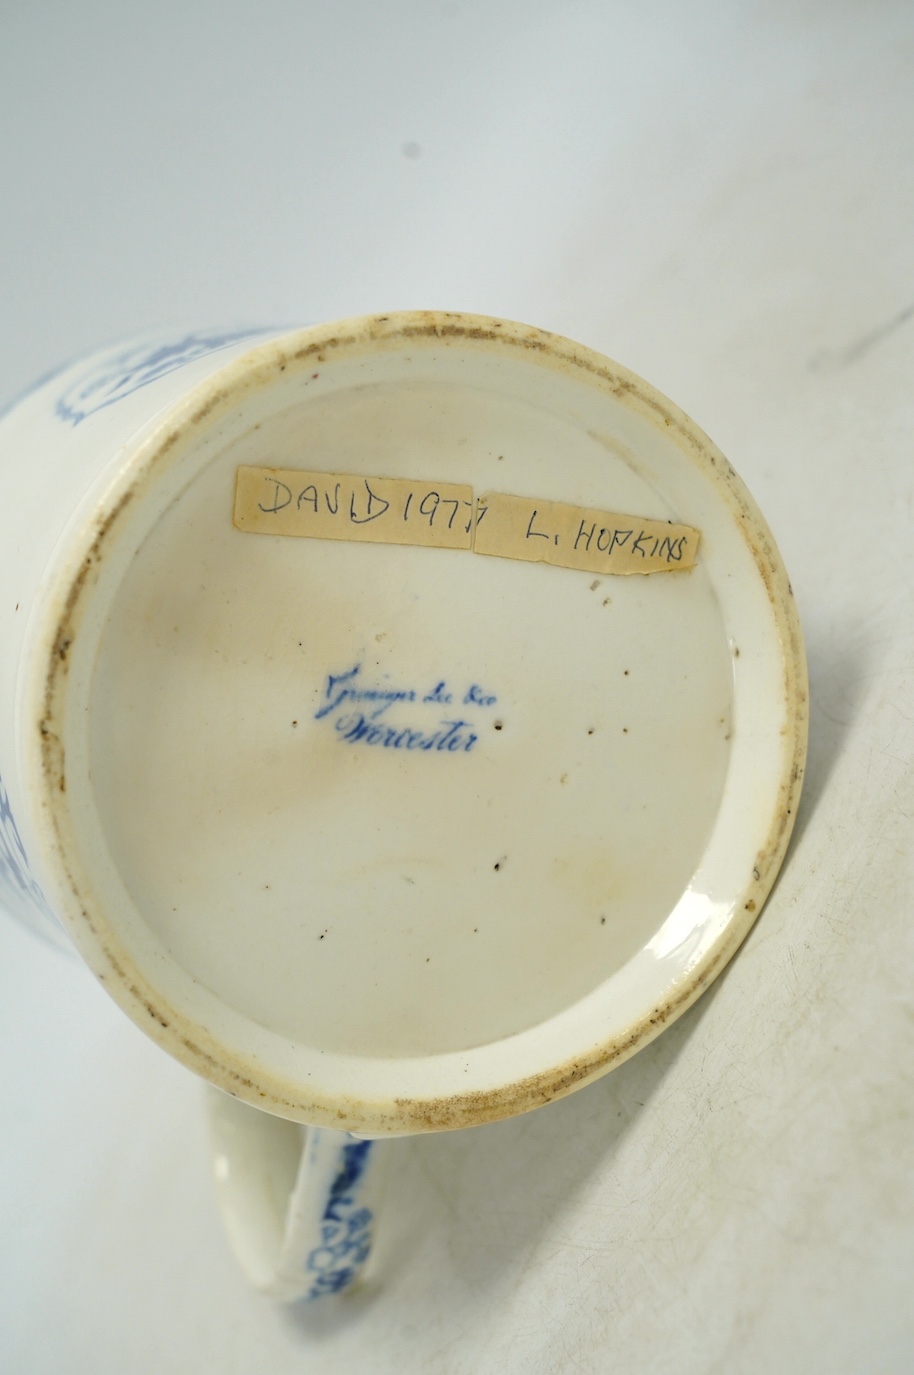 DAVID 1977 L. HOPKINS
Grainger Lee & Co
Worcester